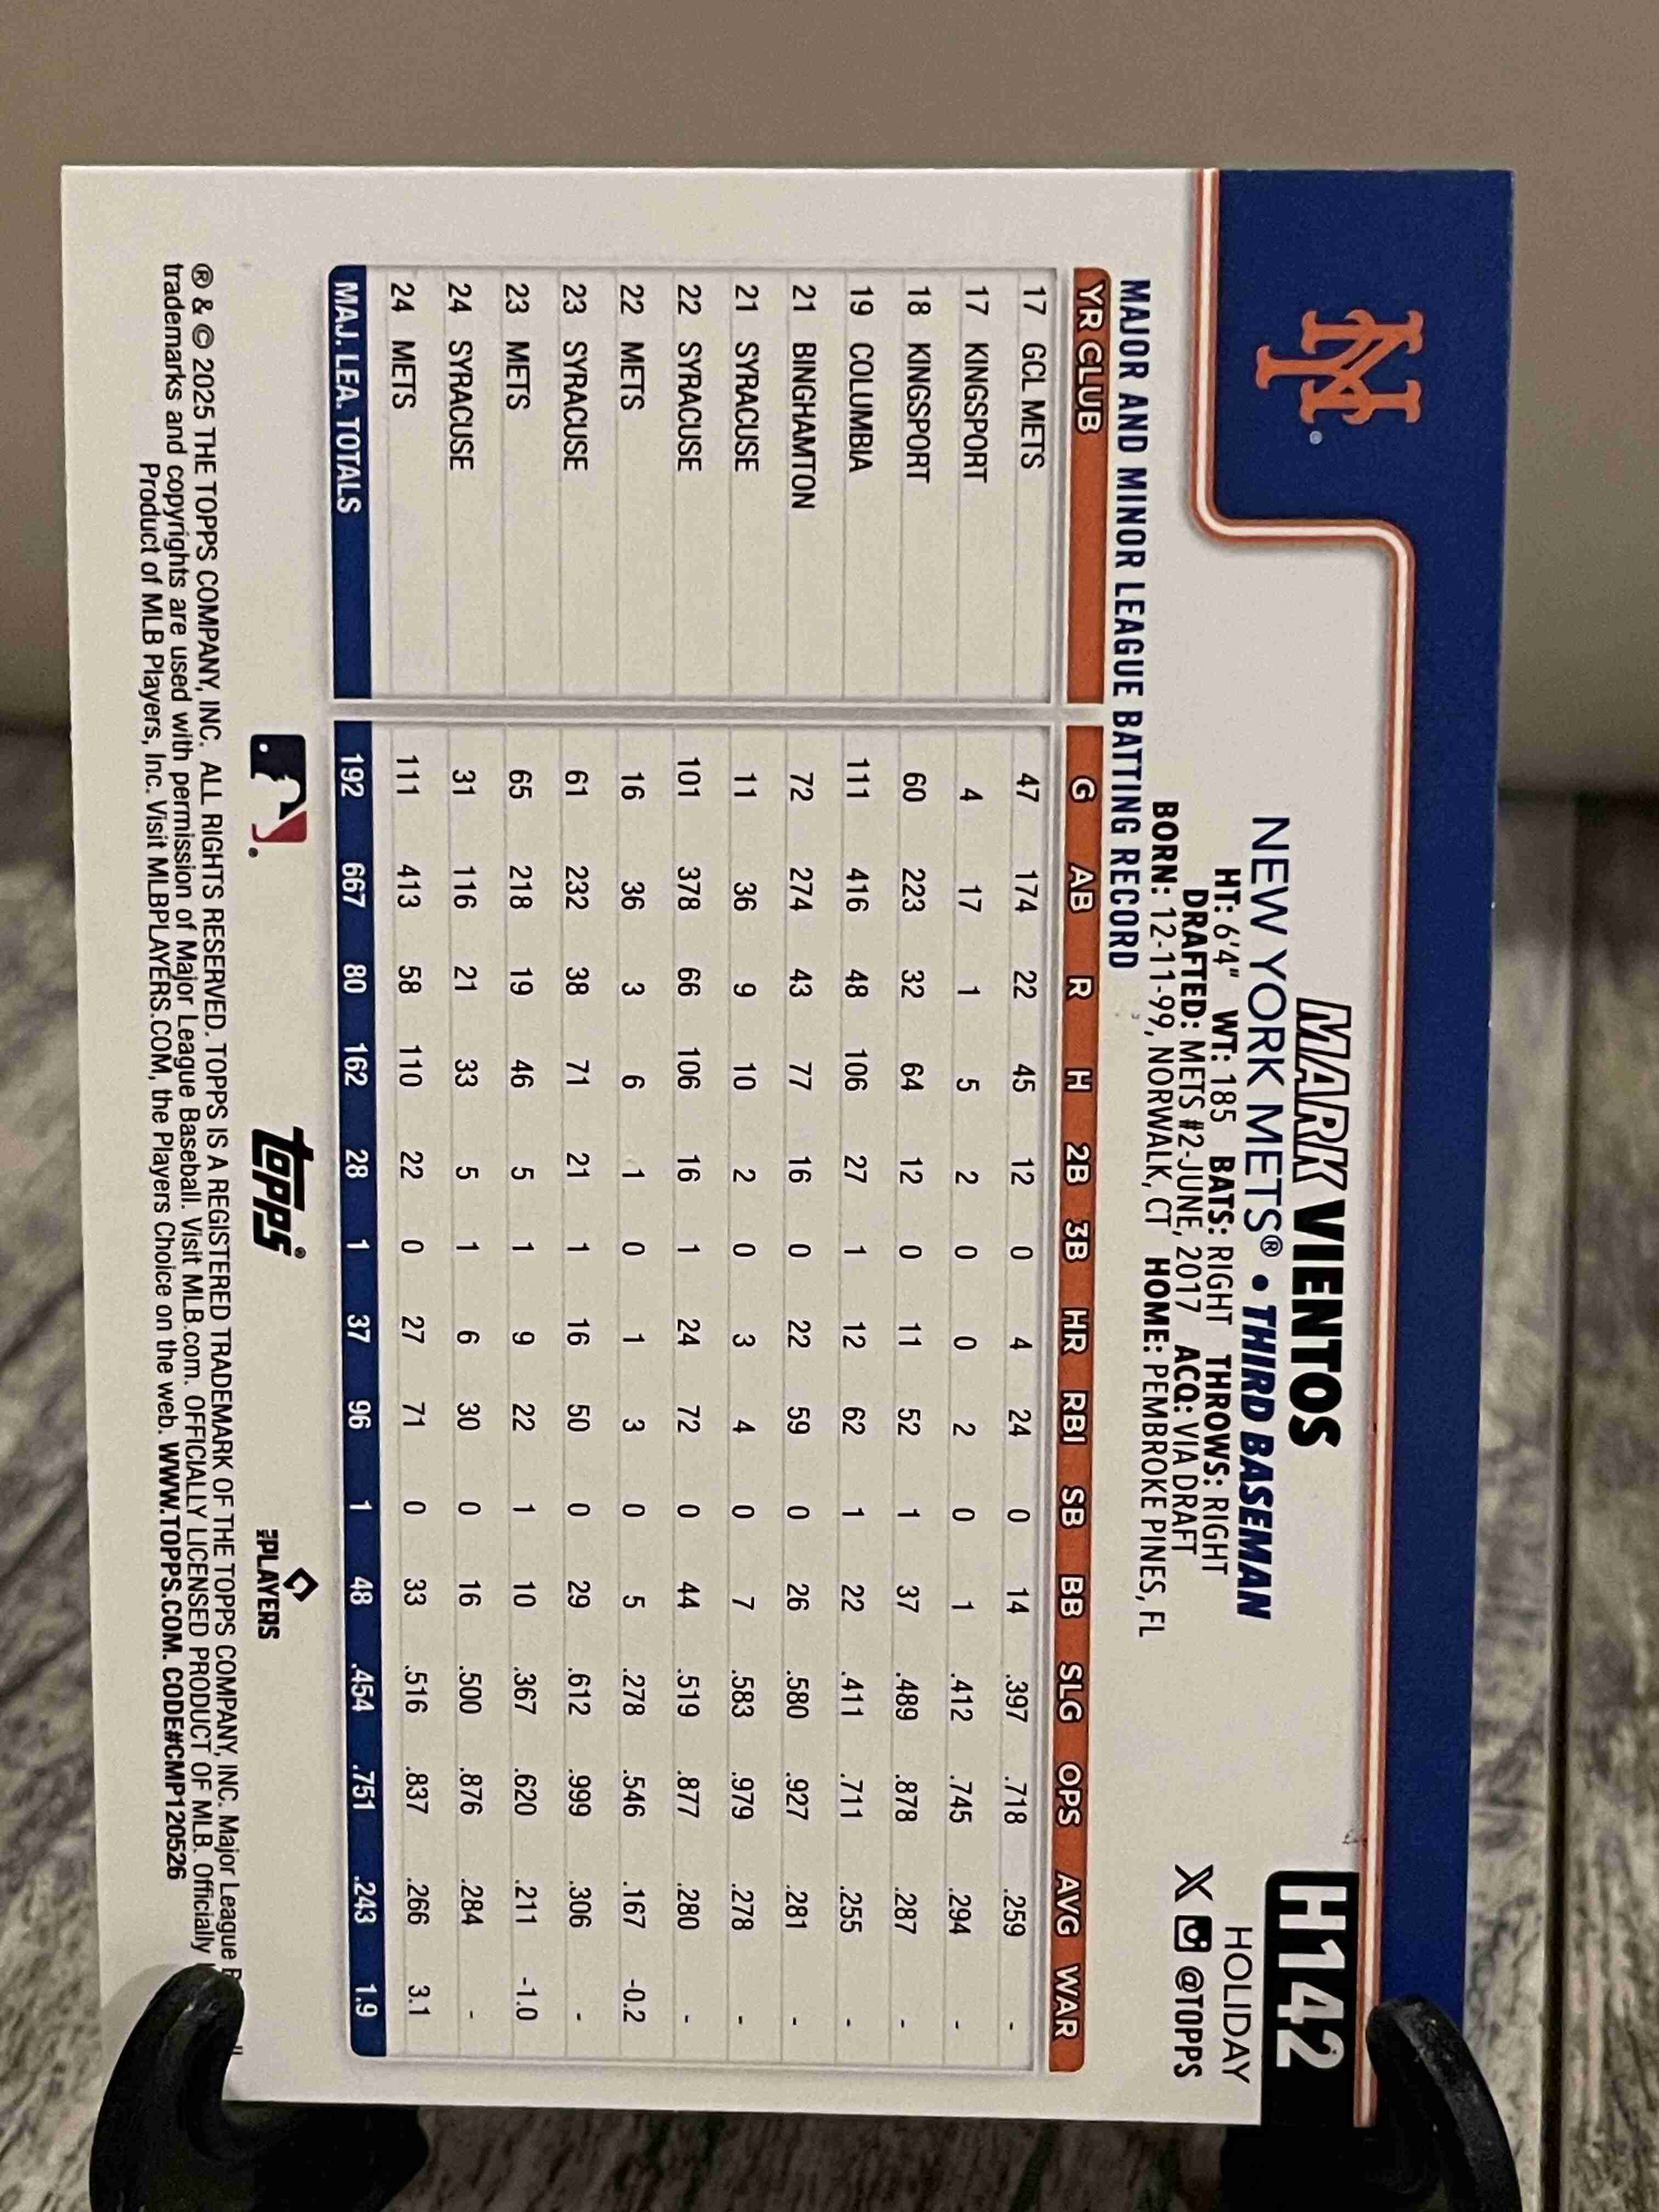 NY
H142
HOLIDAY
X @TOPPS
MARK VIENTOS
NEW YORK METS® • THIRD BASEMAN
HT: 6'4" WT: 185 BATS: RIGHT THROWS: RIGHT
DRAFTED: METS #2-JUNE, 2017 ACQ: VIA DRAFT
BORN: 12-11-99, NORWALK, CT HOME: PEMBROKE PINES, FL
MAJOR AND MINOR LEAGUE BATTING RECORD
YR CLUB G AB R H 2B 3B HR RBI SB BB SLG OPS AVG WAR
17 GCL METS 47 174 22 45 12 0 4 24 0 14 .397 .718 .259 -
17 KINGSPORT 4 17 1 5 2 0 0 2 0 1 .412 .745 .294 -
18 KINGSPORT 60 223 32 64 12 0 11 52 1 37 .489 .878 .287 -
19 COLUMBIA 111 416 48 106 27 1 12 62 1 22 .411 .711 .255 -
21 BINGHAMTON 72 274 43 77 16 0 22 59 0 26 .580 .927 .281 -
21 SYRACUSE 11 36 9 10 2 0 3 4 0 7 .583 .979 .278 -
22 SYRACUSE 101 378 66 106 16 1 24 72 0 44 .519 .877 .280 -
22 METS 16 36 3 6 1 0 1 3 0 5 .278 .546 .167 -0.2
23 SYRACUSE 61 232 38 71 21 1 16 50 0 29 .612 .999 .306 -
23 METS 65 218 19 46 5 1 9 22 1 10 .367 .620 .211 -1.0
24 SYRACUSE 31 116 21 33 5 1 6 30 0 16 .500 .876 .284 -
24 METS 111 413 58 110 22 0 27 71 0 33 .516 .837 .266 3.1
MAJ. LEA. TOTALS 192 667 80 162 28 1 37 96 1 48 .454 .751 .243 1.9
topps®
MLB PLAYERS
® & © 2025 THE TOPPS COMPANY, INC. ALL RIGHTS RESERVED. TOPPS IS A REGISTERED TRADEMARK OF THE TOPPS COMPANY, INC. Major League
trademarks and copyrights are used with permission of Major League Baseball. Visit MLB.com. OFFICIALLY LICENSED PRODUCT OF MLB. Officially
Product of MLB Players, Inc. Visit MLBPLAYERS.COM, the Players Choice on the web. WWW.TOPPS.COM. CODE#CMP120526